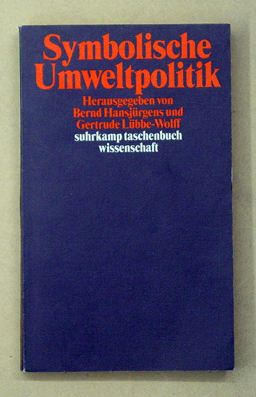 Symbolische
Umweltpolitik
Herausgegeben von
Bernd Hansjürgens und
Gertrude Lübbe-Wolff
suhrkamp taschenbuch
wissenschaft